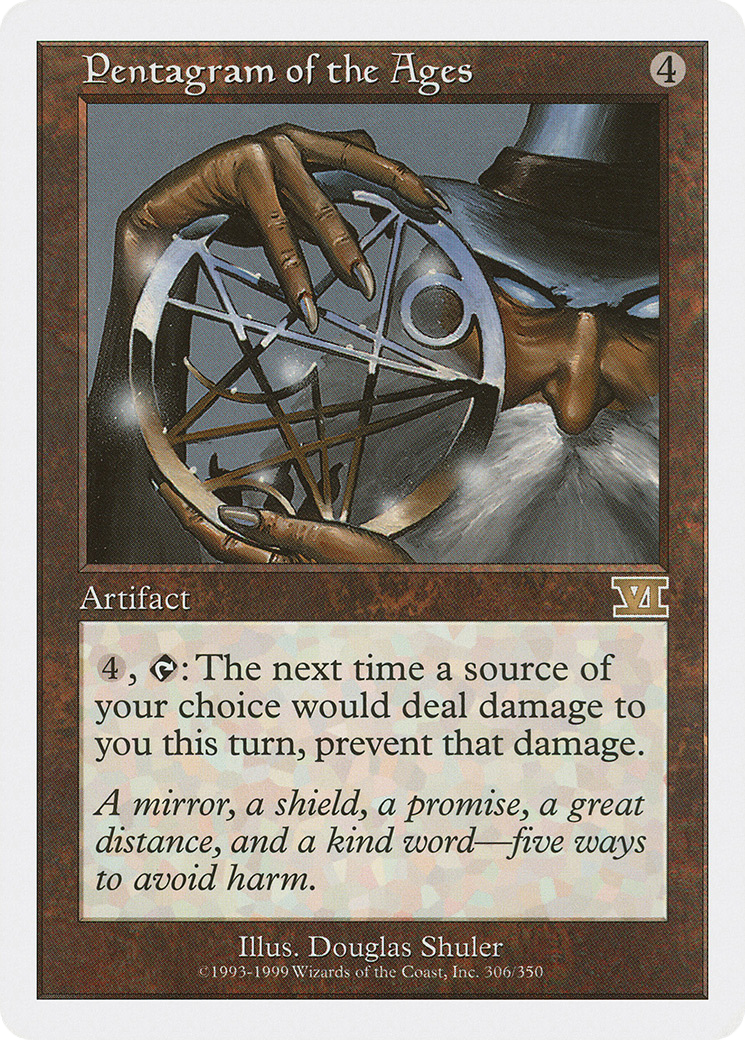 Pentagram of the Ages 4
Artifact VI
4, : The next time a source of
your choice would deal damage to
you this turn, prevent that damage.
A mirror, a shield, a promise, a great
distance, and a kind word—five ways
to avoid harm.
Illus. Douglas Shuler
©1993-1999 Wizards of the Coast, Inc. 306/350